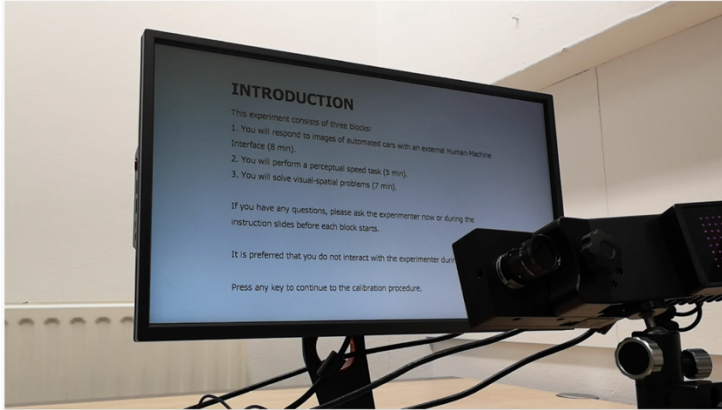 INTRODUCTION
This experiment consists of three blocks:
1. You will respond to images of automated cars with an external Human-Machine
Interface (8 min).
2. You will perform a perceptual speed task (5 min).
3. You will solve visual-spatial problems (7 min).
If you have any questions, please ask the experimenter now or during the
instruction slides before each block starts.
It is preferred that you do not interact with the experimenter
Press any key to continue to the calibration procedure.